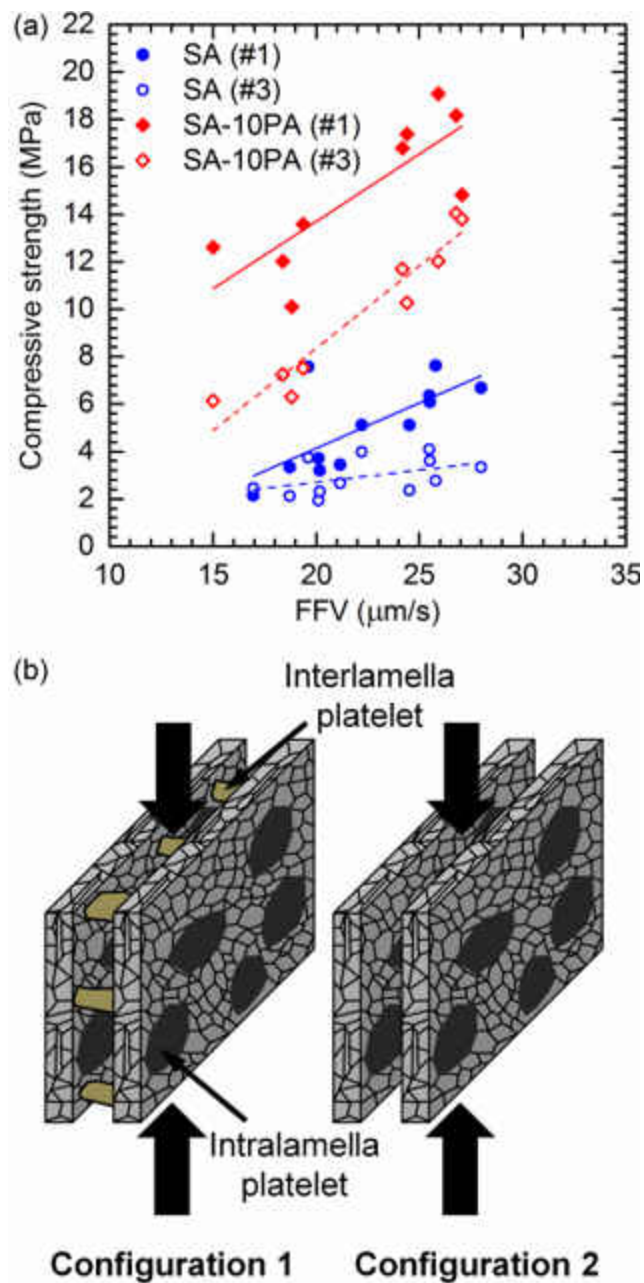 (a)
22
20
18
16
14
12
10
8
6
4
2
0
Compressive strength (MPa)
SA (#1)
SA (#3)
SA-10PA (#1)
SA-10PA (#3)
10 15 20 25 30 35
FFV (μm/s)
(b)
Interlamella
platelet
Intralamella
platelet
Configuration 1 Configuration 2